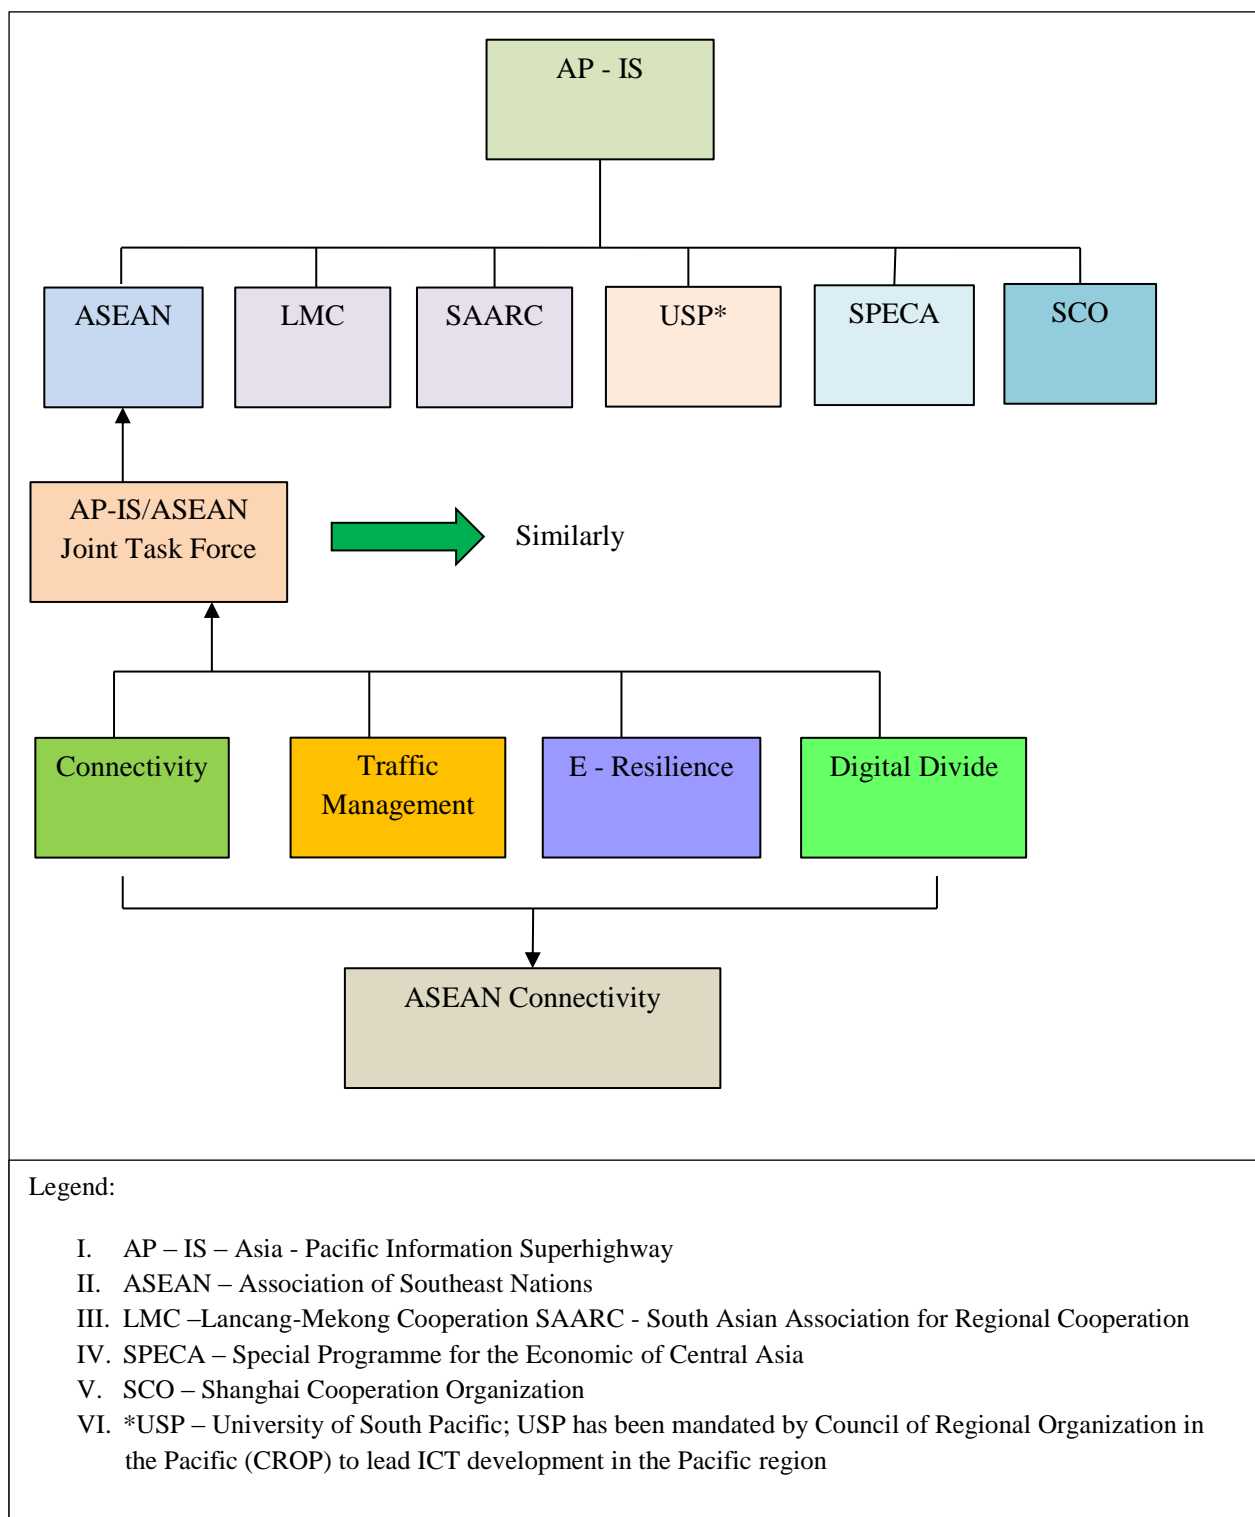 AP - IS
ASEAN
LMC
SAARC
USP*
SPECA
SCO
AP-IS/ASEAN
Joint Task Force
Similarly
Connectivity
Traffic
Management
E - Resilience
Digital Divide
ASEAN Connectivity
Legend:
I. AP – IS – Asia - Pacific Information Superhighway
II. ASEAN – Association of Southeast Nations
III. LMC –Lancang-Mekong Cooperation SAARC - South Asian Association for Regional Cooperation
IV. SPECA – Special Programme for the Economic of Central Asia
V. SCO – Shanghai Cooperation Organization
VI. *USP – University of South Pacific; USP has been mandated by Council of Regional Organization in
the Pacific (CROP) to lead ICT development in the Pacific region